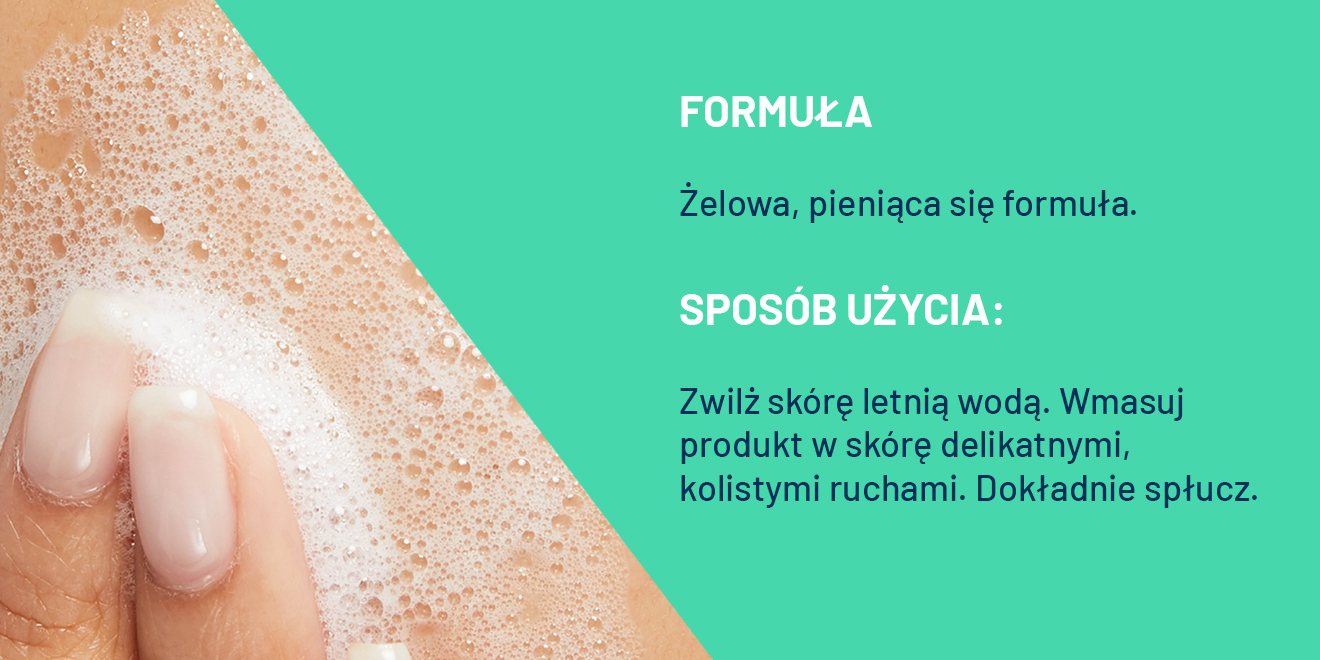 FORMUŁA
Żelowa, pieniąca się formuła.
SPOSÓB UŻYCIA:
Zwilż skórę letnią wodą. Wmasuj
produkt w skórę delikatnymi,
kolistymi ruchami. Dokładnie spłucz.